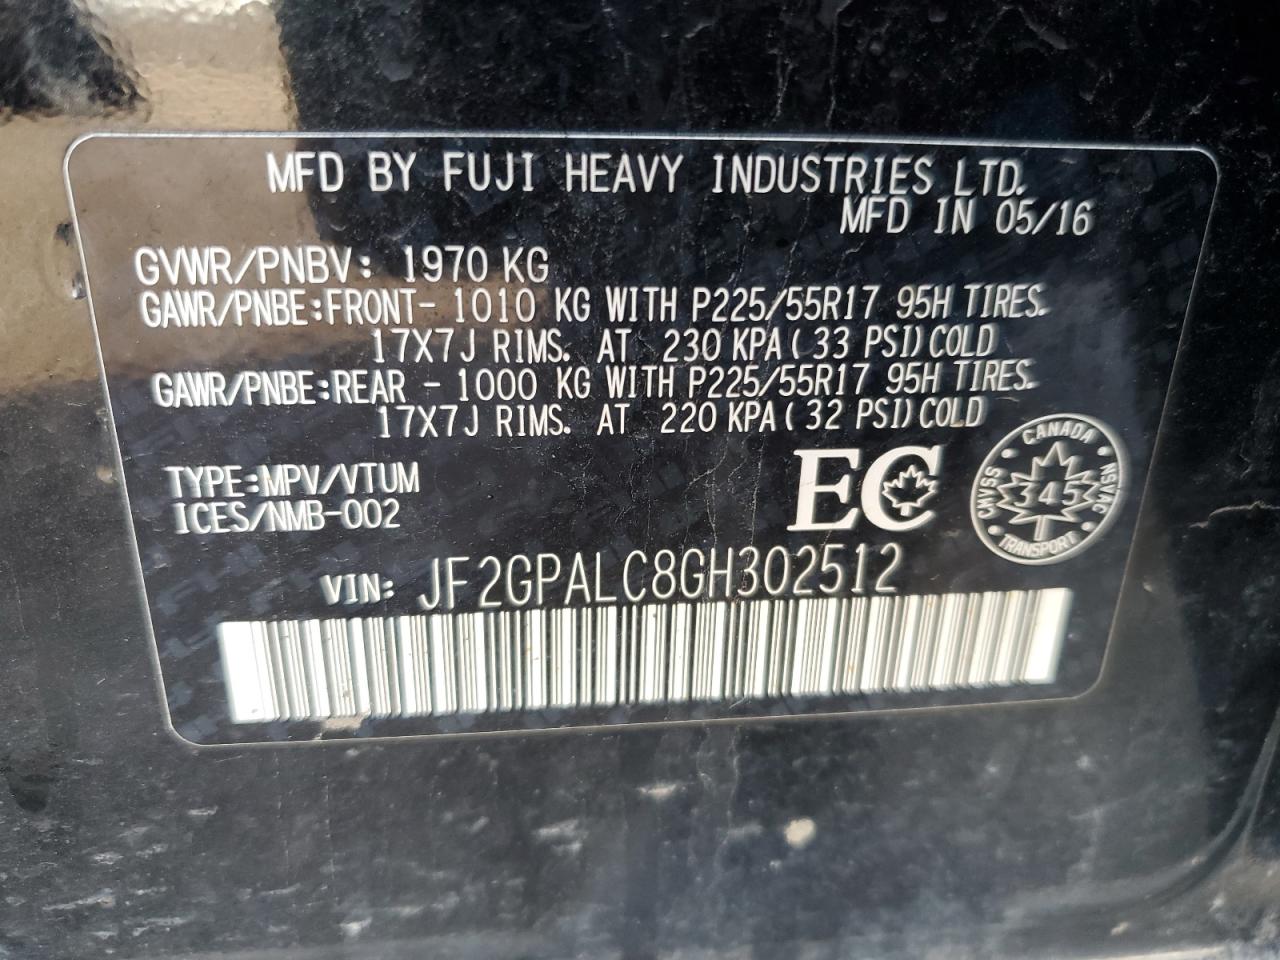 MFD BY FUJI HEAVY INDUSTRIES LTD.
MFD IN 05/16
GVWR/PNBV: 1970 KG
GAWR/PNBE:FRONT- 1010 KG WITH P225/55R17 95H TIRES.
17X7J RIMS. AT 230 KPA(33 PSI)COLD
GAWR/PNBE:REAR - 1000 KG WITH P225/55R17 95H TIRES.
17X7J RIMS. AT 220 KPA(32 PSI)COLD
TYPE:MPV/VTUM
ICES/NMB-002
EC
CANADA
CMVSS 345 NSVAC
TRANSPORT
VIN: JF2GPALC8GH302512